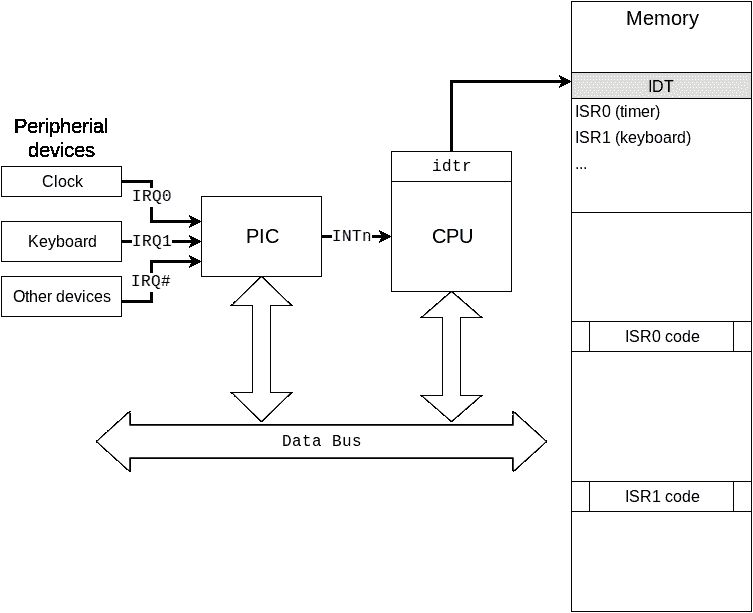 Peripherial
devices
Clock
Keyboard
Other devices
IRQ0
IRQ1
IRQ#
PIC
INTn
idtr
CPU
Data Bus
Memory
IDT
ISR0 (timer)
ISR1 (keyboard)
...
ISR0 code
ISR1 code